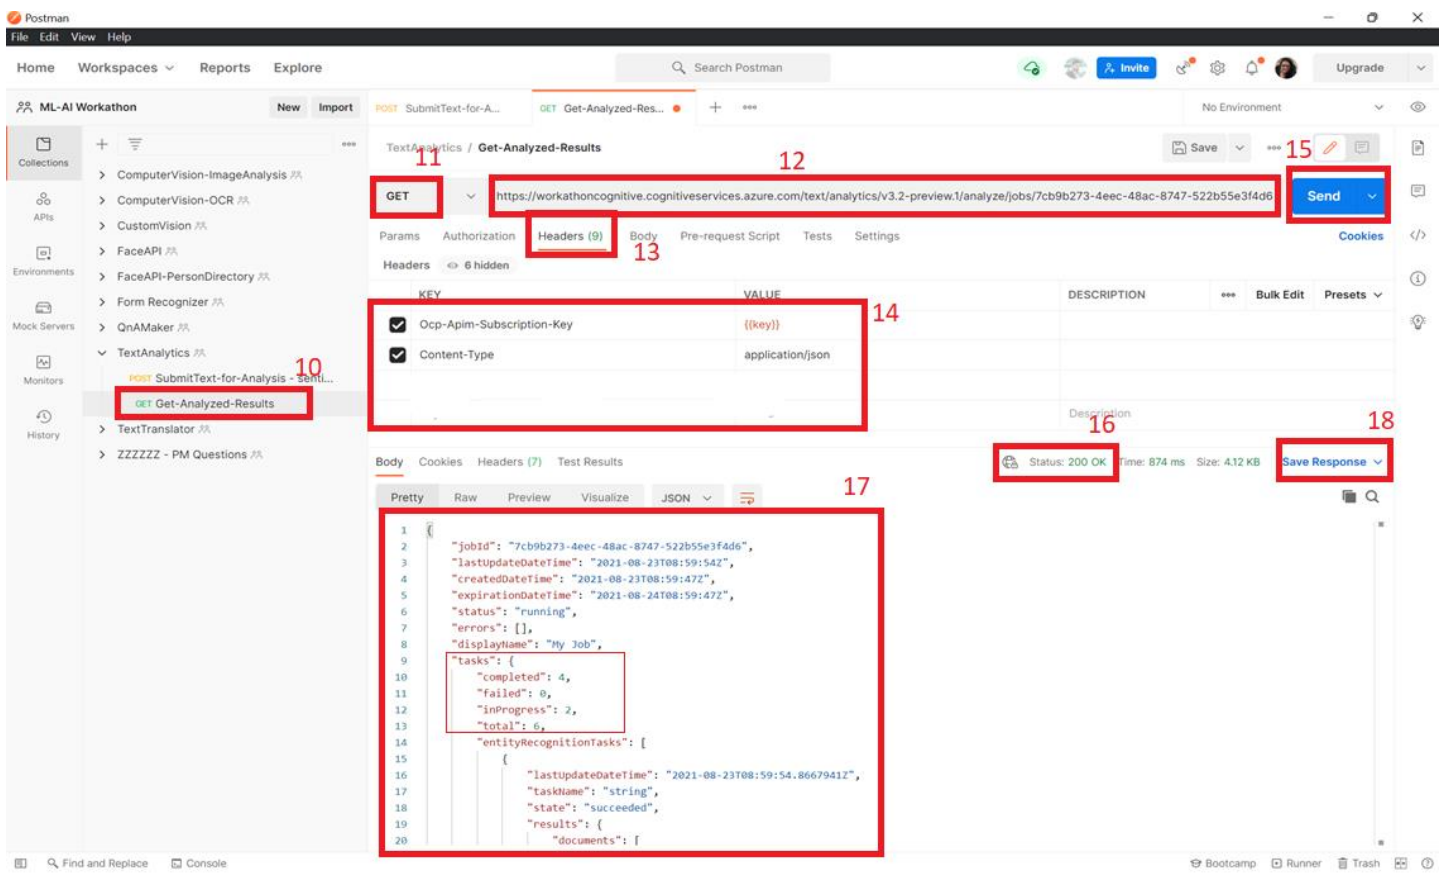 Postman
File Edit View Help
Home Workspaces Reports Explore Search Postman Invite Upgrade
ML-AI Workathon New Import POST SubmitText-for-A... GET Get-Analyzed-Res... No Environment
Collections
APIs
Environments
Mock Servers
Monitors
History
ComputerVision-ImageAnalysis
ComputerVision-OCR
CustomVision
FaceAPI
FaceAPI-PersonDirectory
Form Recognizer
QnAMaker
TextAnalytics
10
POST SubmitText-for-Analysis - senti...
GET Get-Analyzed-Results
TextTranslator
ZZZZZZ - PM Questions
TextAnalytics / Get-Analyzed-Results Save
11 12 15
GET https://workathoncognitive.cognitiveservices.azure.com/text/analytics/v3.2-preview.1/analyze/jobs/7cb9b273-4eec-48ac-8747-522b55e3f4d6 Send
Params Authorization Headers (9) Body Pre-request Script Tests Settings Cookies
13
Headers 6 hidden
KEY VALUE DESCRIPTION Bulk Edit Presets
14
Ocp-Apim-Subscription-Key {{key}}
Content-Type application/json
Description
16 18
Body Cookies Headers (7) Test Results Status: 200 OK Time: 874 ms Size: 4.12 KB Save Response
17
Pretty Raw Preview Visualize JSON
1 {
2 "jobId": "7cb9b273-4eec-48ac-8747-522b55e3f4d6",
3 "lastUpdateDateTime": "2021-08-23T08:59:54Z",
4 "createdDateTime": "2021-08-23T08:59:47Z",
5 "expirationDateTime": "2021-08-24T08:59:47Z",
6 "status": "running",
7 "errors": [],
8 "displayName": "My Job",
9 "tasks": {
10 "completed": 4,
11 "failed": 0,
12 "inProgress": 2,
13 "total": 6,
14 "entityRecognitionTasks": [
15 {
16 "lastUpdateDateTime": "2021-08-23T08:59:54.8667941Z",
17 "taskName": "string",
18 "state": "succeeded",
19 "results": {
20 "documents": [
Find and Replace Console Bootcamp Runner Trash